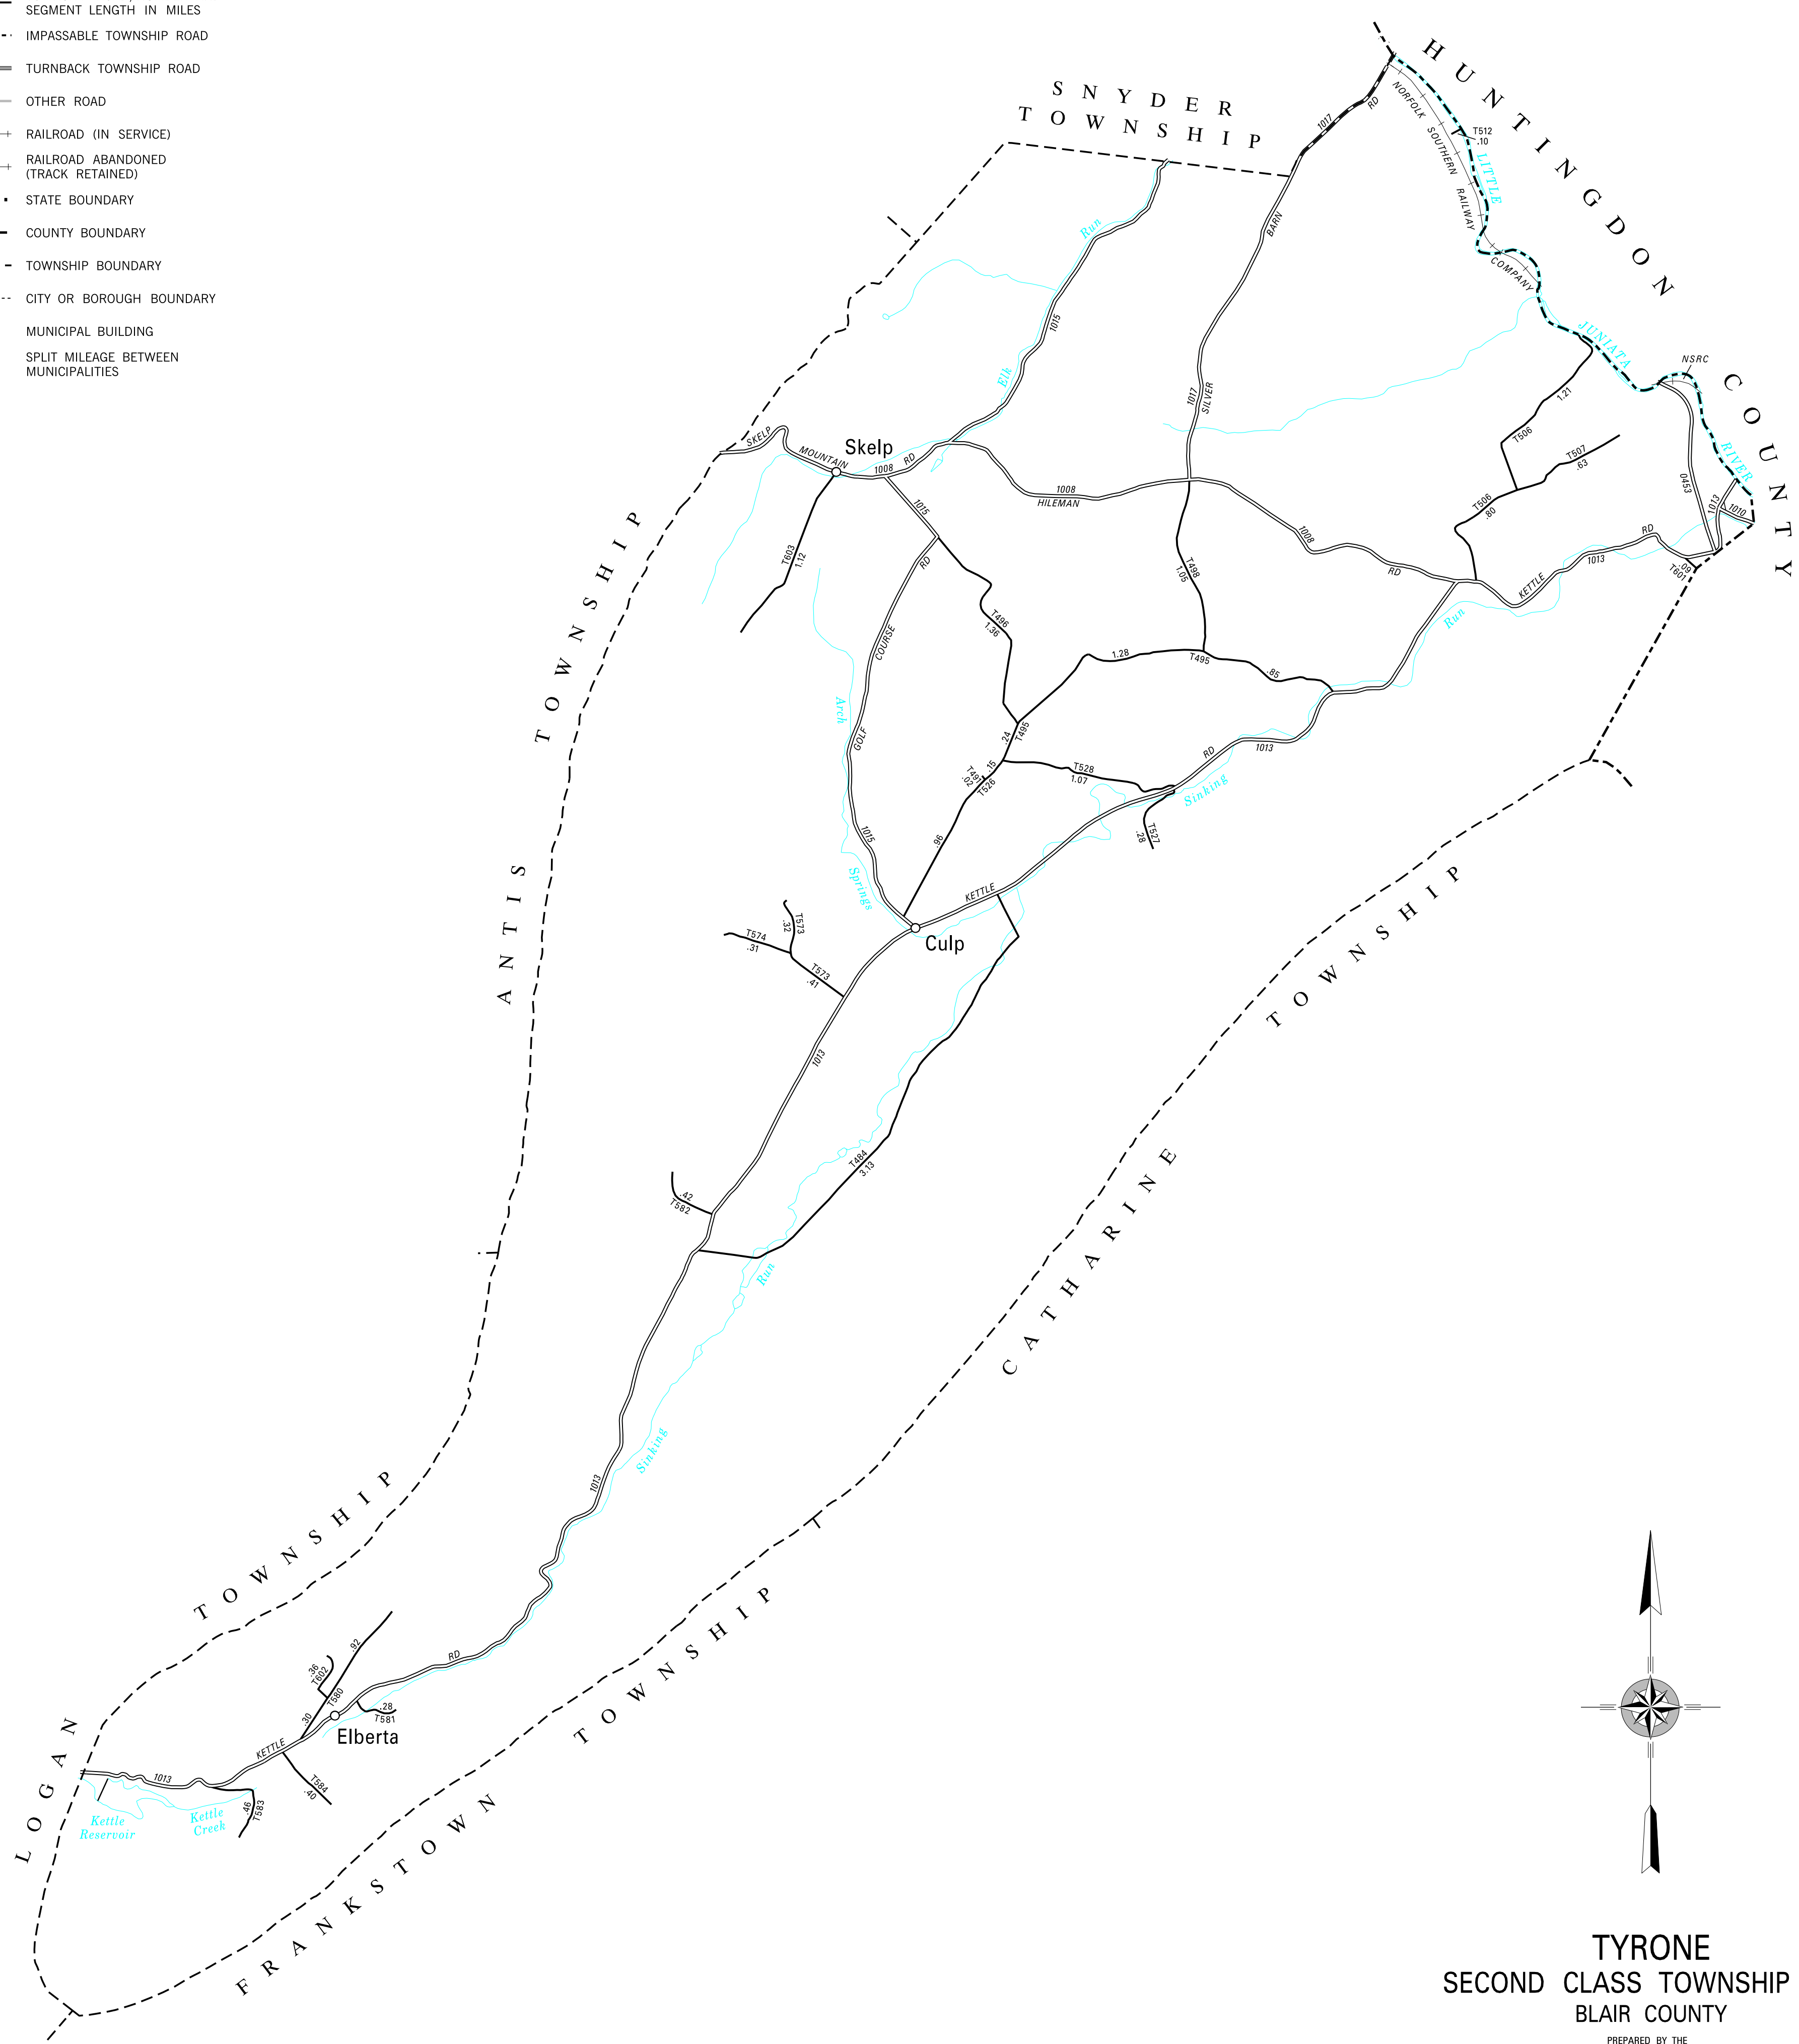 SEGMENT LENGTH IN MILES
IMPASSABLE TOWNSHIP ROAD
TURNBACK TOWNSHIP ROAD
OTHER ROAD
RAILROAD (IN SERVICE)
RAILROAD ABANDONED
(TRACK RETAINED)
STATE BOUNDARY
COUNTY BOUNDARY
TOWNSHIP BOUNDARY
CITY OR BOROUGH BOUNDARY
MUNICIPAL BUILDING
SPLIT MILEAGE BETWEEN
MUNICIPALITIES
SNYDER
TOWNSHIP
HUNTINGDON
COUNTY
1017
RD
NORFOLK
SOUTHERN
RAILWAY
COMPANY
T512
.10
LITTLE
JUNIATA
RIVER
NSRC
BARN
Run
1015
Elk
1017
SILVER
1.21
T506
T507
.63
T506
.80
0453
1013
1010
RD
1013
.09
T601
KETTLE
SKELP
MOUNTAIN
Skelp
1008
RD
1008
HILEMAN
1008
RD
1015
T603
1.12
RD
COURSE
GOLF
T498
1.05
T496
1.36
1.28
T495
.85
Run
Arch
Springs
.24
T495
.15
T491
.02
T526
T528
1.07
RD
1013
Sinking
T527
.28
.96
1015
KETTLE
Culp
T573
.32
T574
.31
T573
.41
1013
ANTIS
TOWNSHIP
T484
3.13
.42
T582
Run
Sinking
CATHARINE
TOWNSHIP
1013
RD
LOGAN
TOWNSHIP
.92
.36
T602
T580
.30
.28
T581
Elberta
KETTLE
1013
T584
.40
.46
T583
Kettle
Reservoir
Kettle
Creek
FRANKSTOWN
TOWNSHIP
TYRONE
SECOND CLASS TOWNSHIP
BLAIR COUNTY
PREPARED BY THE